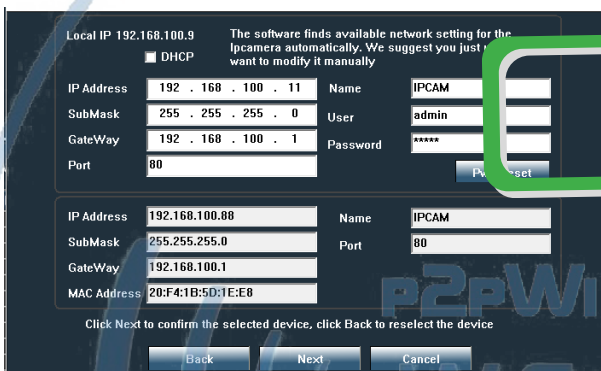 Local IP 192.168.100.9
The software finds available network setting for the
Ipcamera automatically. We suggest you just
want to modify it manually
DHCP
IP Address 192 . 168 . 100 . 11 Name IPCAM
SubMask 255 . 255 . 255 . 0 User admin
GateWay 192 . 168 . 100 . 1 Password *****
Port 80
IP Address 192.168.100.88 Name IPCAM
SubMask 255.255.255.0 Port 80
GateWay 192.168.100.1
MAC Address 20:F4:1B:5D:1E:E8
Click Next to confirm the selected device, click Back to reselect the device
Back Next Cancel